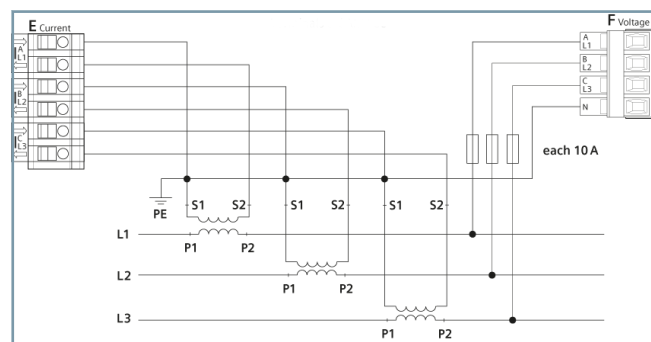 E Current
F Voltage
I A L1
I B L2
I C L3
A L1
B L2
C L3
N
each 10 A
PE
S1 S2 S1 S2 S1 S2
L1
P1 P2
L2
P1 P2
L3
P1 P2